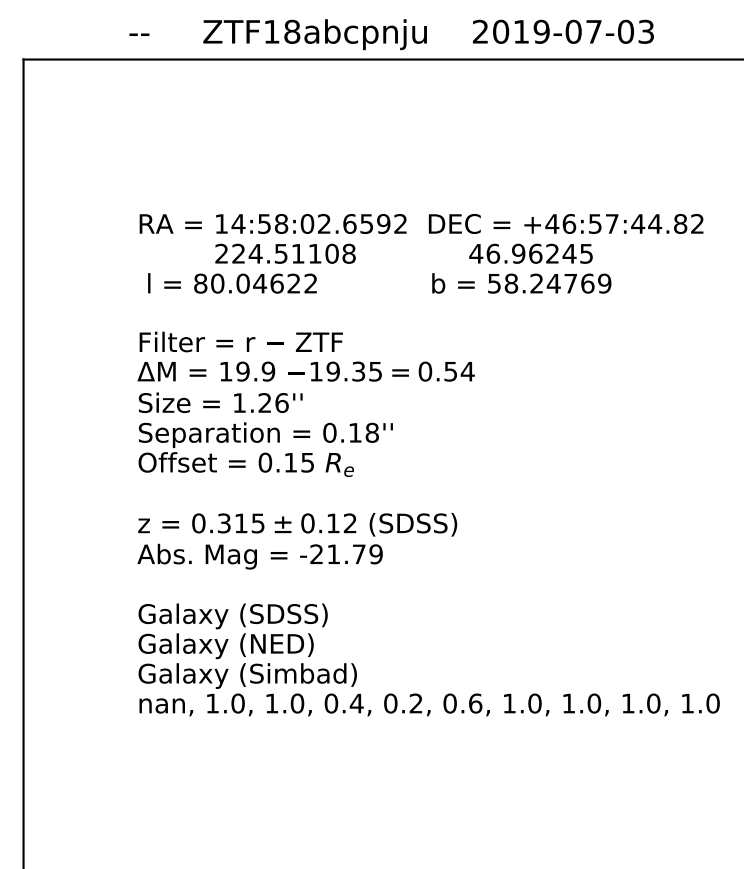 -- ZTF18abcpnju 2019-07-03
RA = 14:58:02.6592 DEC = +46:57:44.82
224.51108 46.96245
l = 80.04622 b = 58.24769
Filter = r − ZTF
ΔM = 19.9 −19.35 = 0.54
Size = 1.26''
Separation = 0.18''
Offset = 0.15 Re
z = 0.315 ± 0.12 (SDSS)
Abs. Mag = -21.79
Galaxy (SDSS)
Galaxy (NED)
Galaxy (Simbad)
nan, 1.0, 1.0, 0.4, 0.2, 0.6, 1.0, 1.0, 1.0, 1.0